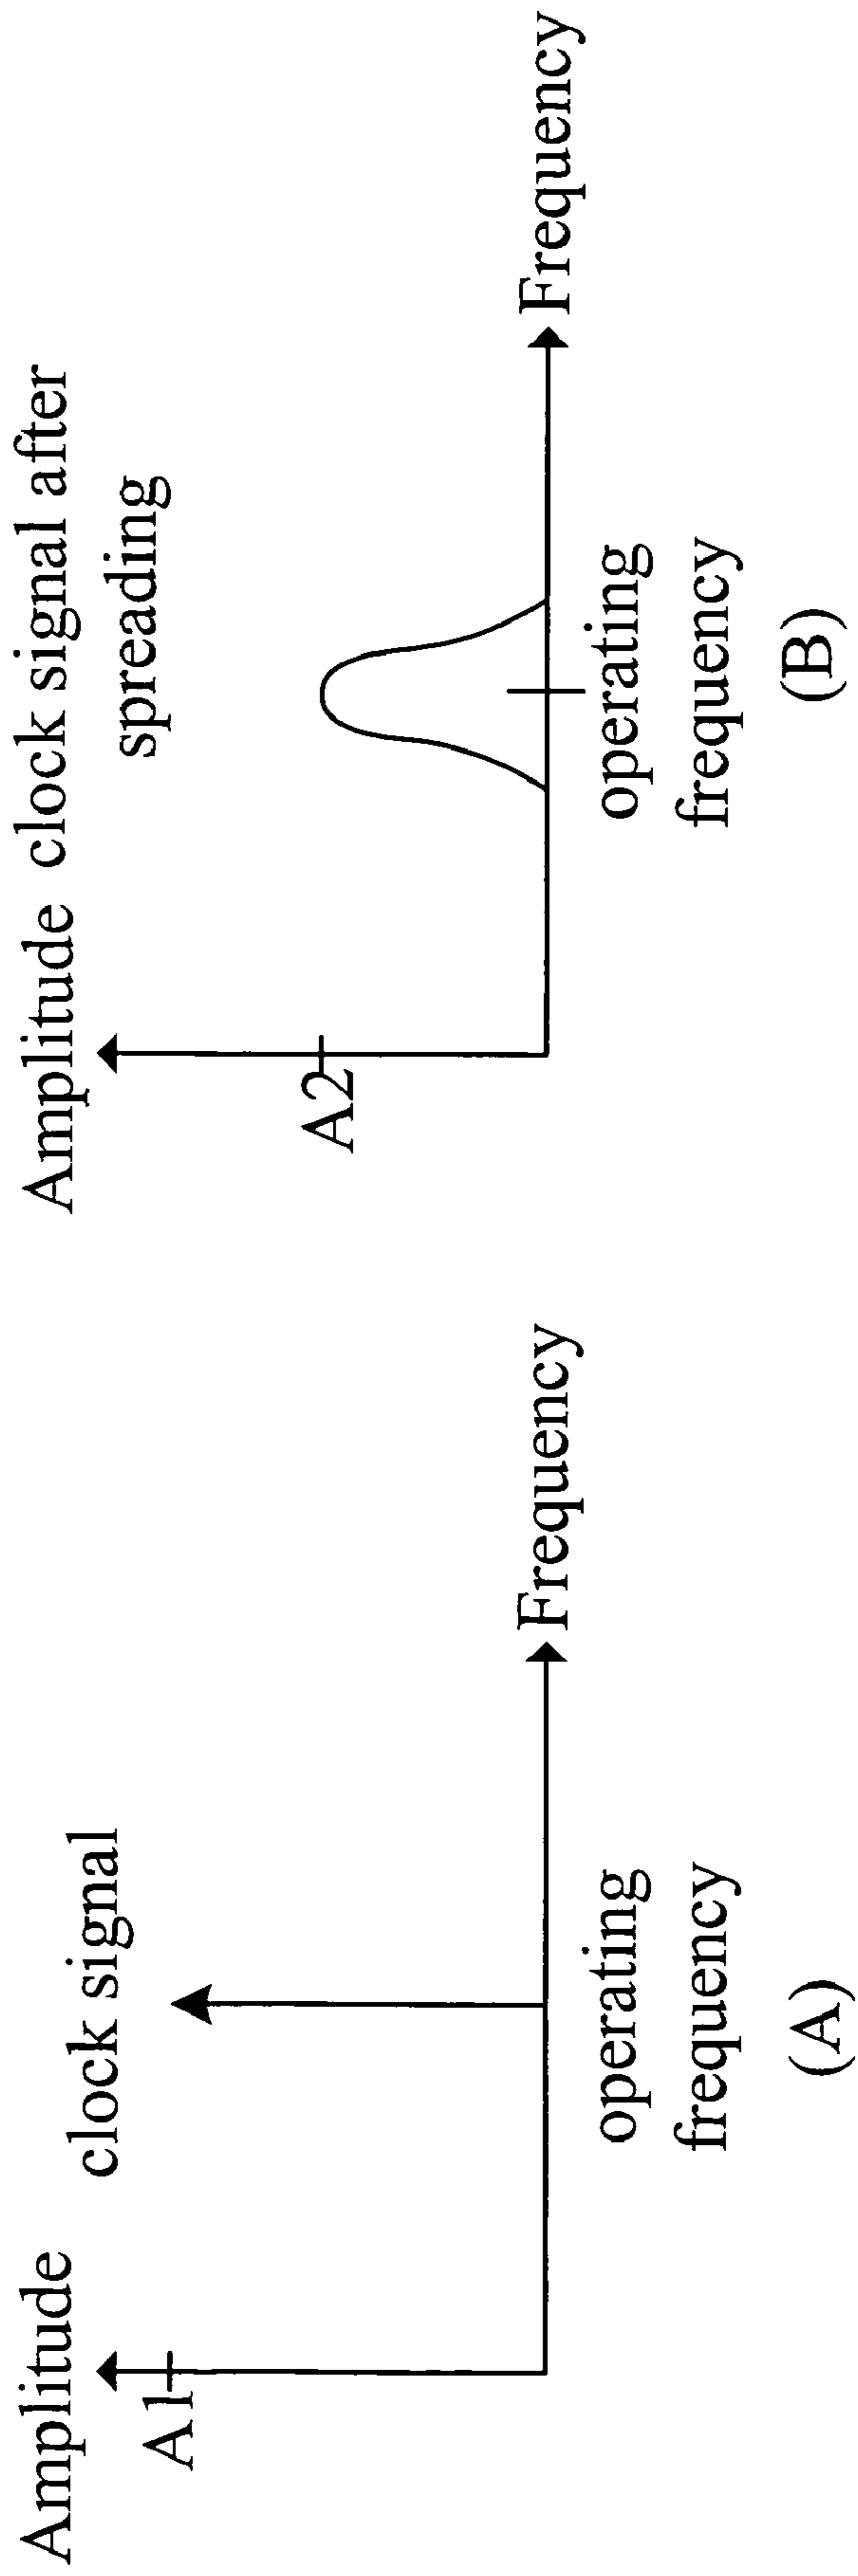 Amplitude
clock signal
A1
Frequency
operating
frequency
(A)
Amplitude
clock signal after
spreading
A2
Frequency
operating
frequency
(B)